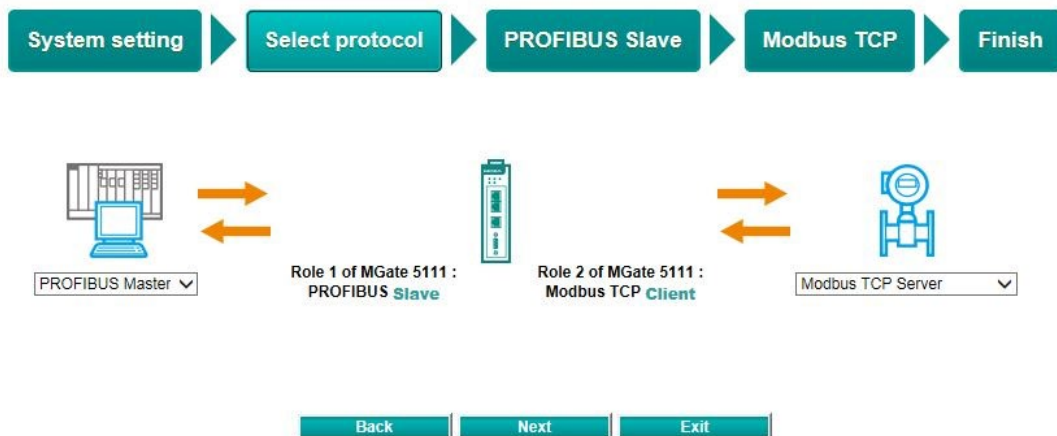 System setting
Select protocol
PROFIBUS Slave
Modbus TCP
Finish
PROFIBUS Master
Role 1 of MGate 5111 :
PROFIBUS Slave
Role 2 of MGate 5111 :
Modbus TCP Client
Modbus TCP Server
Back
Next
Exit